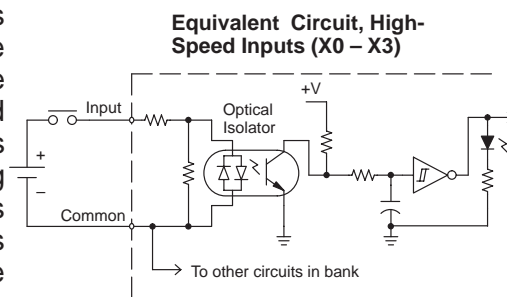 Equivalent Circuit, High-
Speed Inputs (X0 – X3)
+V
Input
Optical
Isolator
+
–
Common
To other circuits in bank